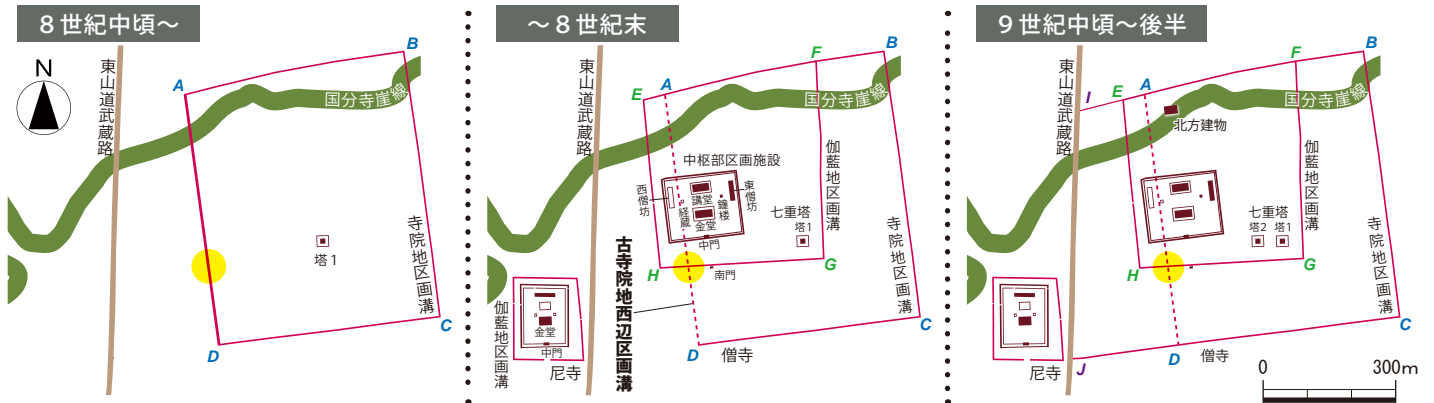 8世紀中頃～
N
東山道武蔵路
A
B
国分寺崖線
塔1
寺院地区画溝
C
D
～8世紀末
東山道武蔵路
E
A
F
B
国分寺崖線
中枢部区画施設
伽藍地区画溝
西僧坊
講堂
東僧坊
経蔵
鐘楼
金堂
中門
七重塔
塔1
寺院地区画溝
H
南門
G
古寺院地西辺区画溝
伽藍地区画溝
金堂
中門
尼寺
D
僧寺
C
9世紀中頃～後半
東山道武蔵路
I
E
A
F
B
国分寺崖線
北方建物
伽藍地区画溝
七重塔
塔2
塔1
寺院地区画溝
H
G
C
尼寺
J
D
僧寺
0
300m